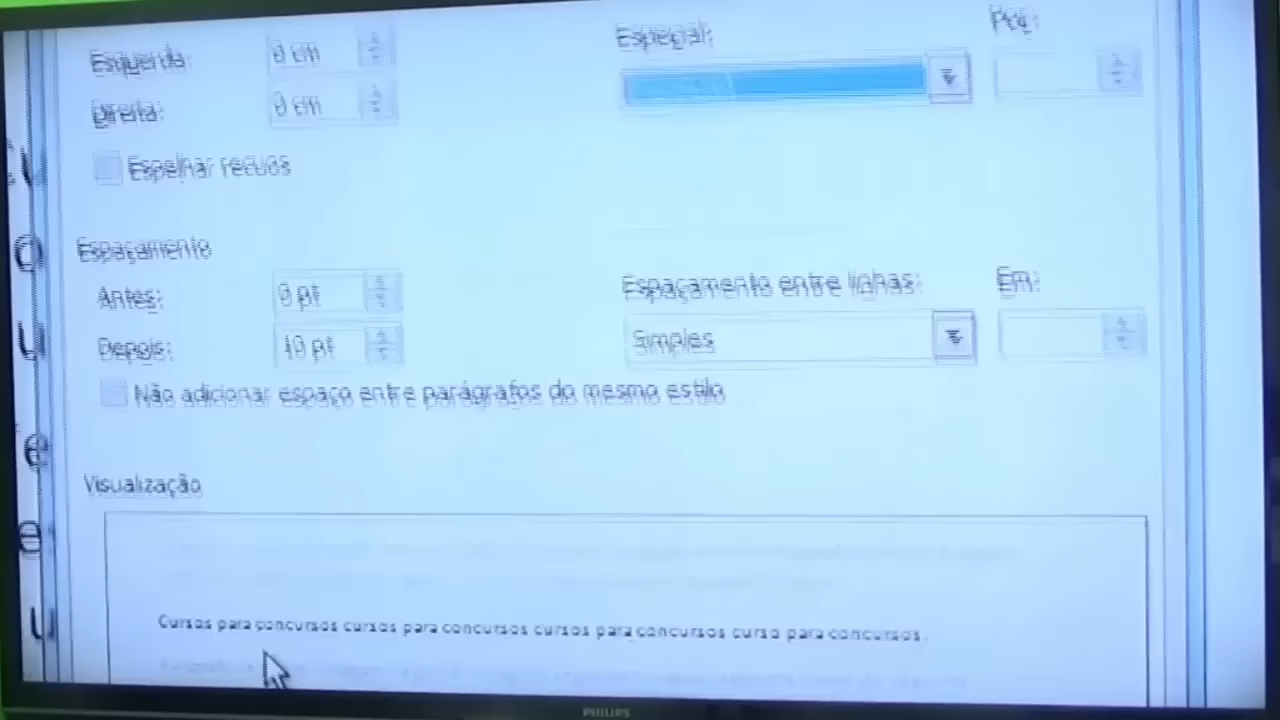 Esquerda: 0 cm Especial: Por:
Direita: 0 cm
Espelhar recuos
Espaçamento
Antes: 0 pt Espaçamento entre linhas: Em:
Depois: 10 pt Simples
Não adicionar espaço entre parágrafos do mesmo estilo
Visualização
Cursos para concursos cursos para concursos cursos para concursos curso para concursos.
PHILIPS